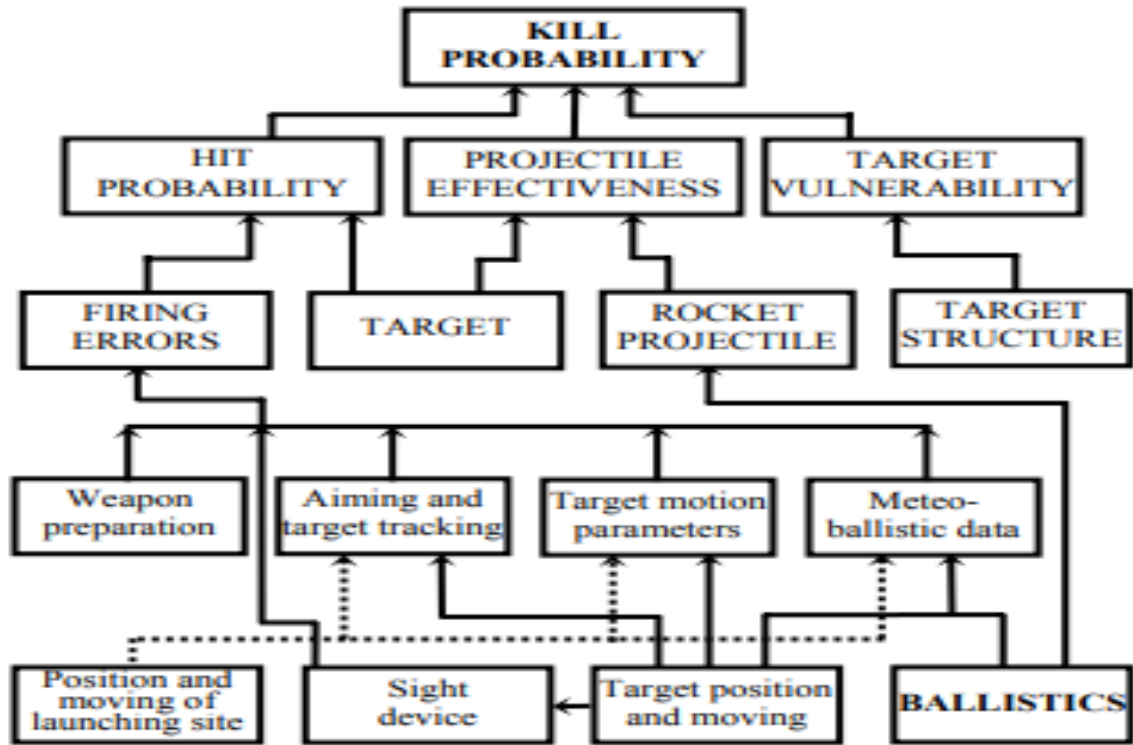 KILL
PROBABILITY
HIT
PROBABILITY
PROJECTILE
EFFECTIVENESS
TARGET
VULNERABILITY
FIRING
ERRORS
TARGET
ROCKET
PROJECTILE
TARGET
STRUCTURE
Weapon
preparation
Aiming and
target tracking
Target motion
parameters
Meteo-
ballistic data
Position and
moving of
launching site
Sight
device
Target position
and moving
BALLISTICS